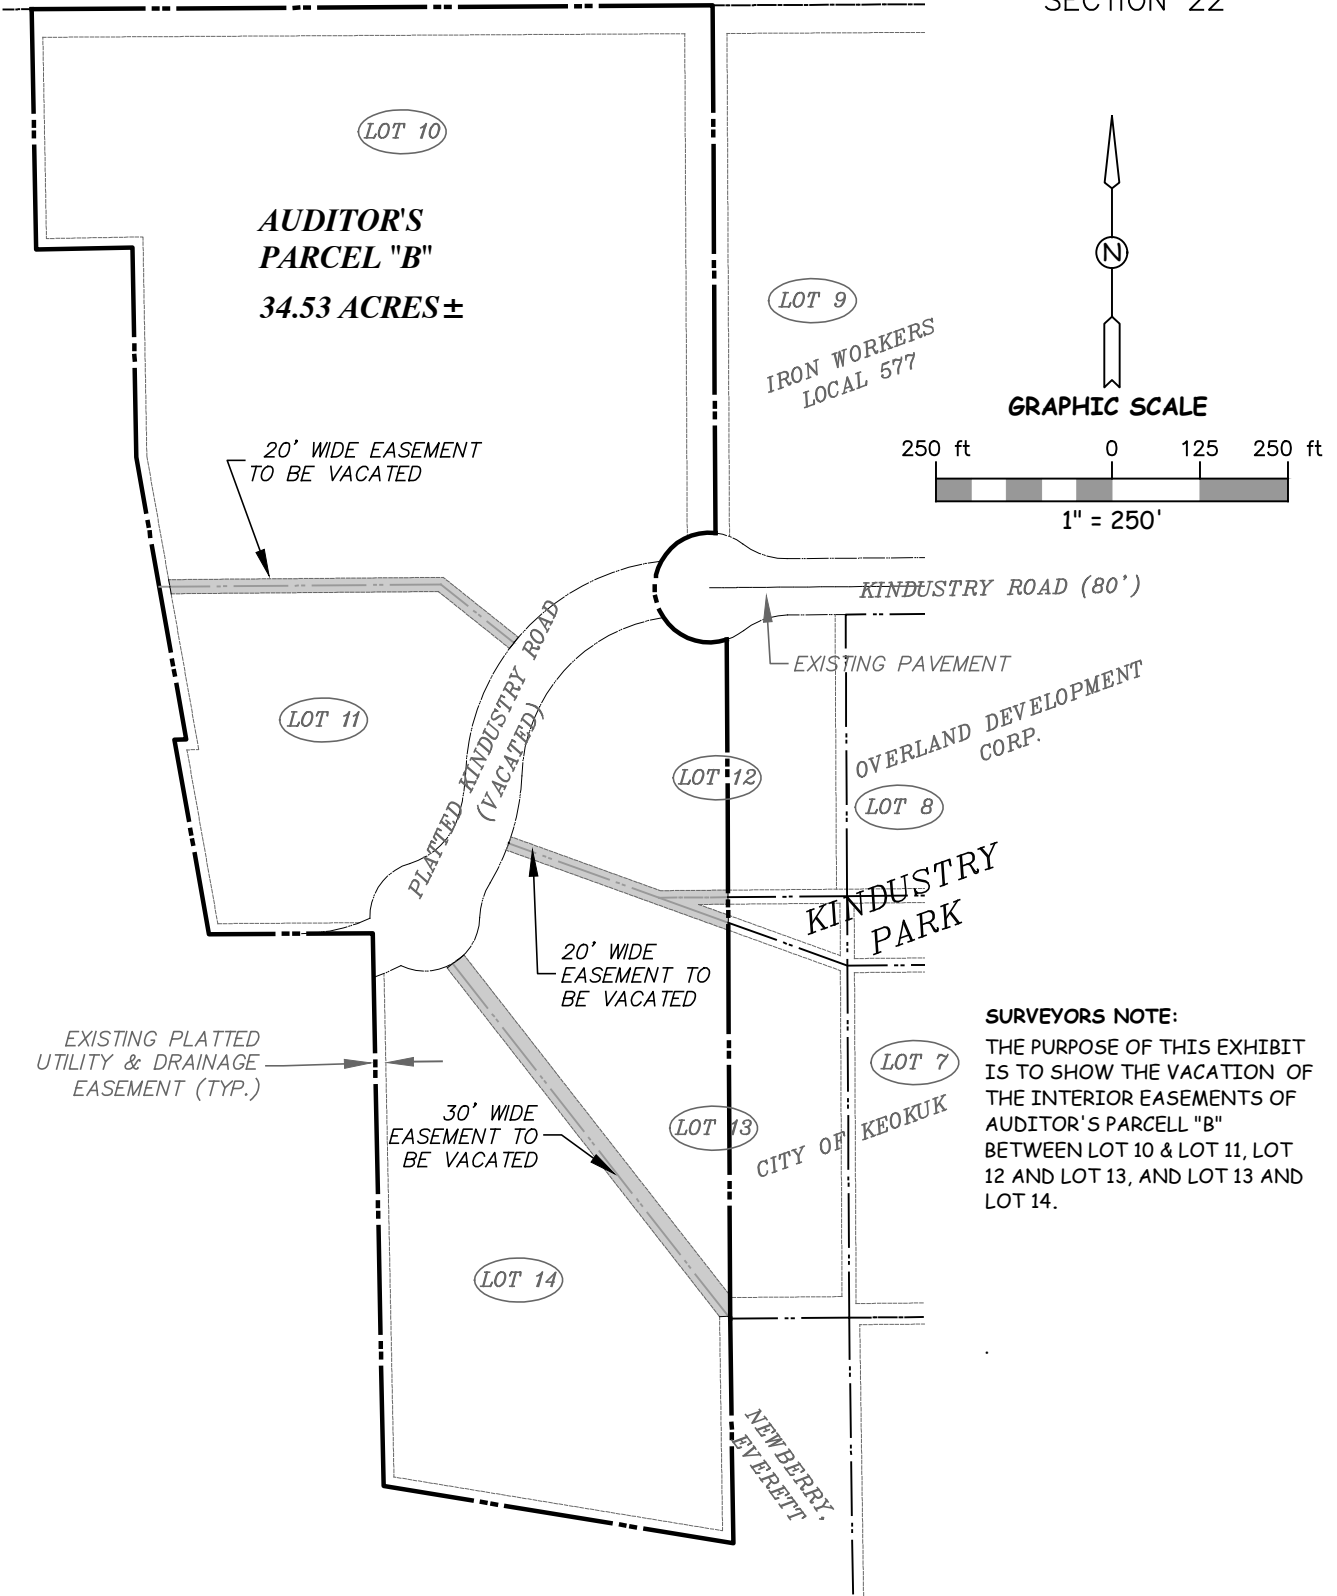 SECTION 22
LOT 10
AUDITOR'S
PARCEL "B"
34.53 ACRES±
LOT 9
IRON WORKERS
LOCAL 577
N
GRAPHIC SCALE
250 ft 0 125 250 ft
1" = 250'
20' WIDE EASEMENT
TO BE VACATED
KINDUSTRY ROAD (80')
EXISTING PAVEMENT
PLATTED KINDUSTRY ROAD
(VACATED)
LOT 11
OVERLAND DEVELOPMENT
CORP.
LOT 12
LOT 8
KINDUSTRY
PARK
20' WIDE
EASEMENT TO
BE VACATED
EXISTING PLATTED
UTILITY & DRAINAGE
EASEMENT (TYP.)
SURVEYORS NOTE:
THE PURPOSE OF THIS EXHIBIT
IS TO SHOW THE VACATION OF
THE INTERIOR EASEMENTS OF
AUDITOR'S PARCELL "B"
BETWEEN LOT 10 & LOT 11, LOT
12 AND LOT 13, AND LOT 13 AND
LOT 14.
LOT 7
30' WIDE
EASEMENT TO
BE VACATED
LOT 13
CITY OF KEOKUK
LOT 14
NEWBERRY,
EVERETT